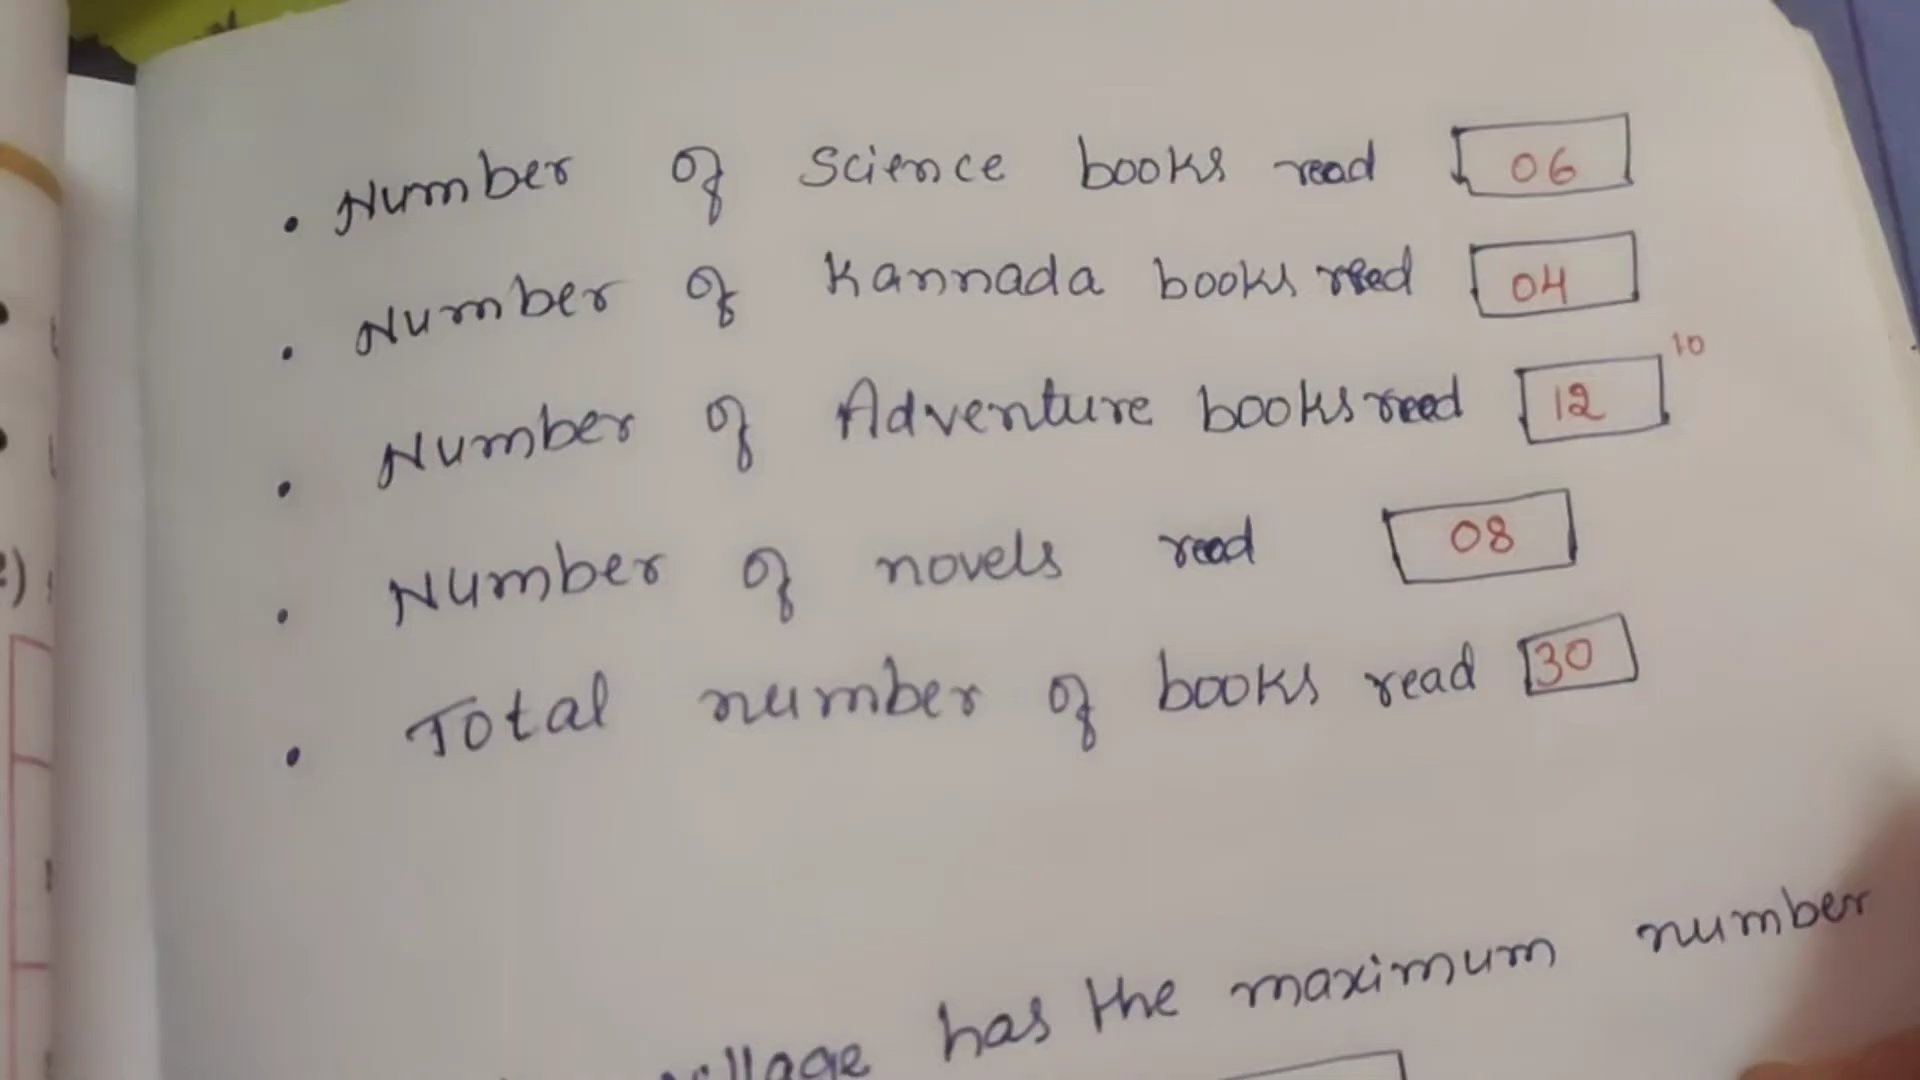 • Number of Science books read 06
• Number of Kannada books read 04
• Number of Adventure books read 12 10
• Number of novels read 08
• Total number of books read 30
has the maximum number